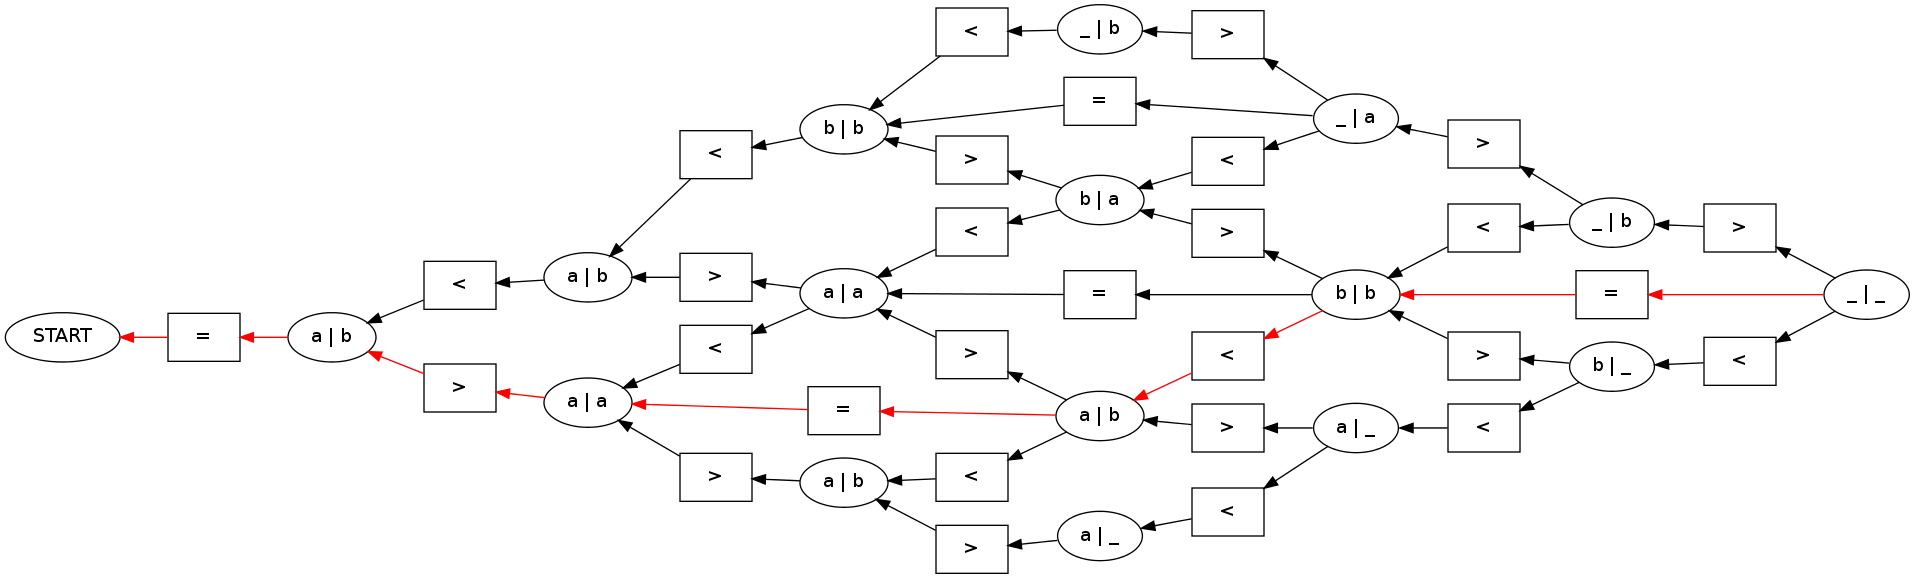 START
=
a | b
<
>
a | b
a | a
<
>
<
=
>
b | b
a | a
a | b
<
=
>
<
=
>
<
>
_ | b
b | a
a | b
a | _
>
<
>
<
>
<
_ | a
b | b
a | _
>
<
=
>
<
_ | b
b | _
>
<
_ | _